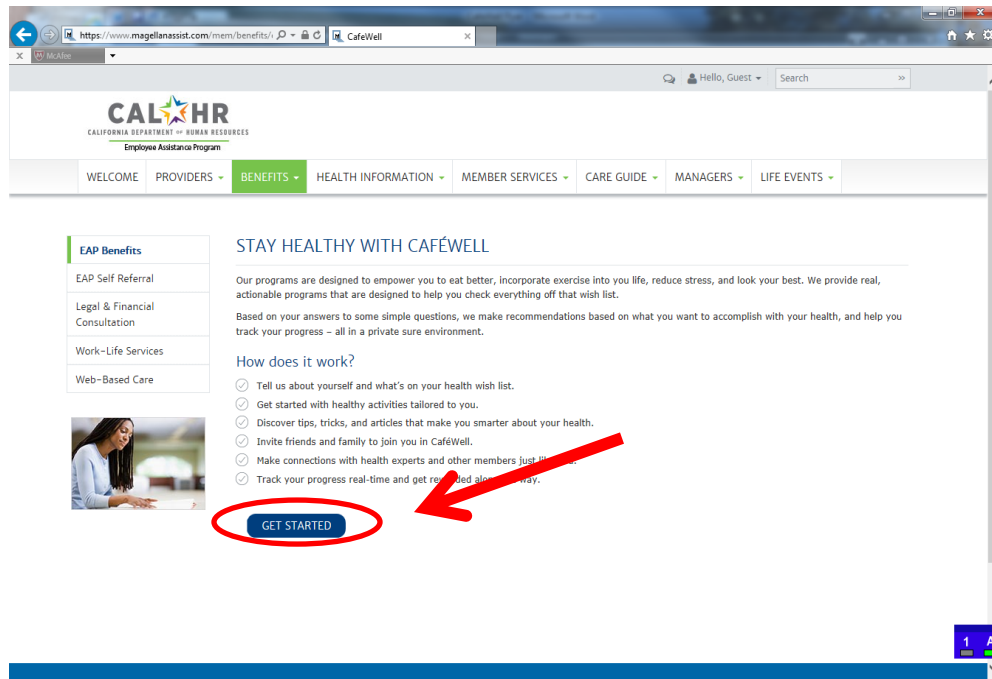 https://www.magellanassist.com/mem/benefits/
CafeWell
McAfee
Hello, Guest
Search
CAL HR
CALIFORNIA DEPARTMENT OF HUMAN RESOURCES
Employee Assistance Program
WELCOME PROVIDERS BENEFITS HEALTH INFORMATION MEMBER SERVICES CARE GUIDE MANAGERS LIFE EVENTS
EAP Benefits
EAP Self Referral
Legal & Financial
Consultation
Work-Life Services
Web-Based Care
STAY HEALTHY WITH CAFÉWELL
Our programs are designed to empower you to eat better, incorporate exercise into you life, reduce stress, and look your best. We provide real,
actionable programs that are designed to help you check everything off that wish list.
Based on your answers to some simple questions, we make recommendations based on what you want to accomplish with your health, and help you
track your progress – all in a private sure environment.
How does it work?
Tell us about yourself and what's on your health wish list.
Get started with healthy activities tailored to you.
Discover tips, tricks, and articles that make you smarter about your health.
Invite friends and family to join you in CaféWell.
Make connections with health experts and other members just
Track your progress real-time and get way.
GET STARTED
1 A